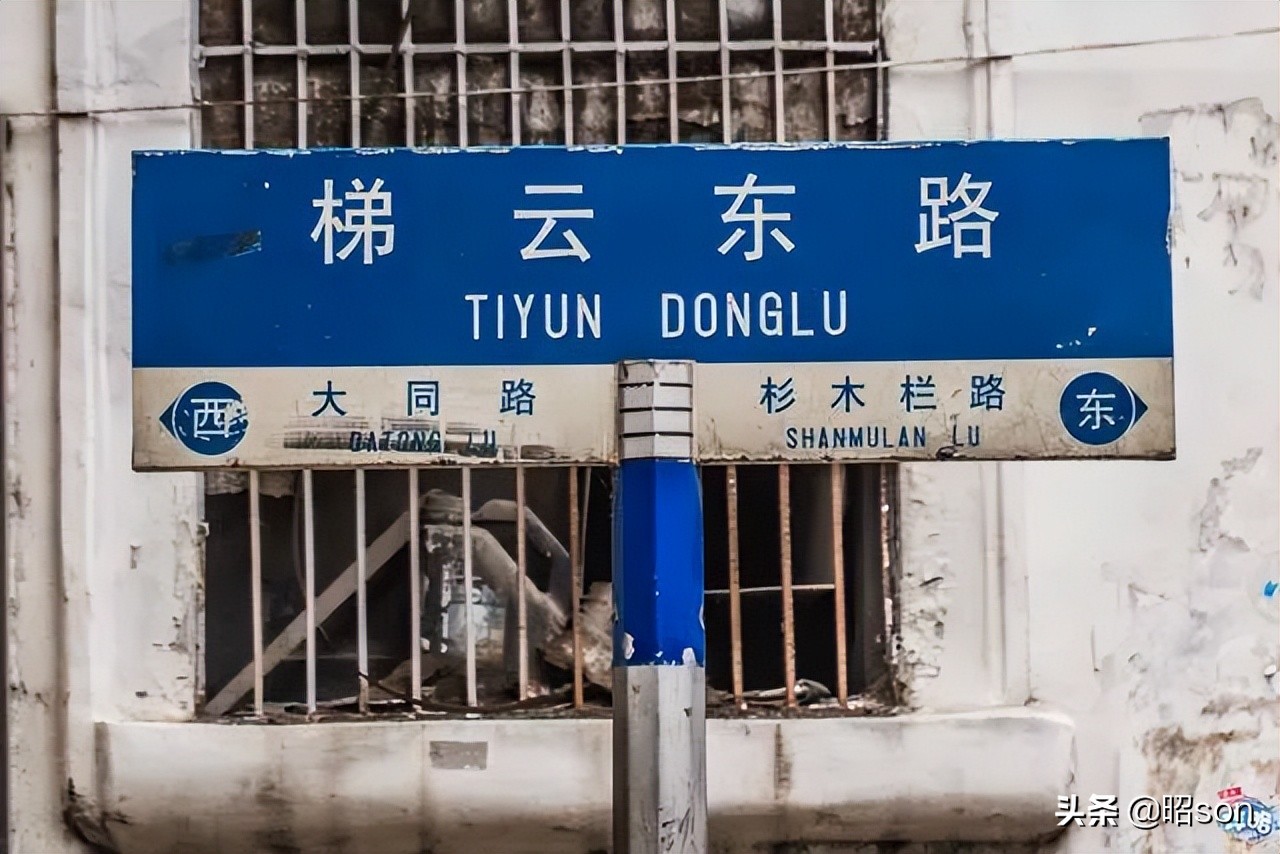 梯云东路
TIYUN DONGLU
西 大同路 杉木栏路 东
DATONG LU SHANMULAN LU
头条 @昭son